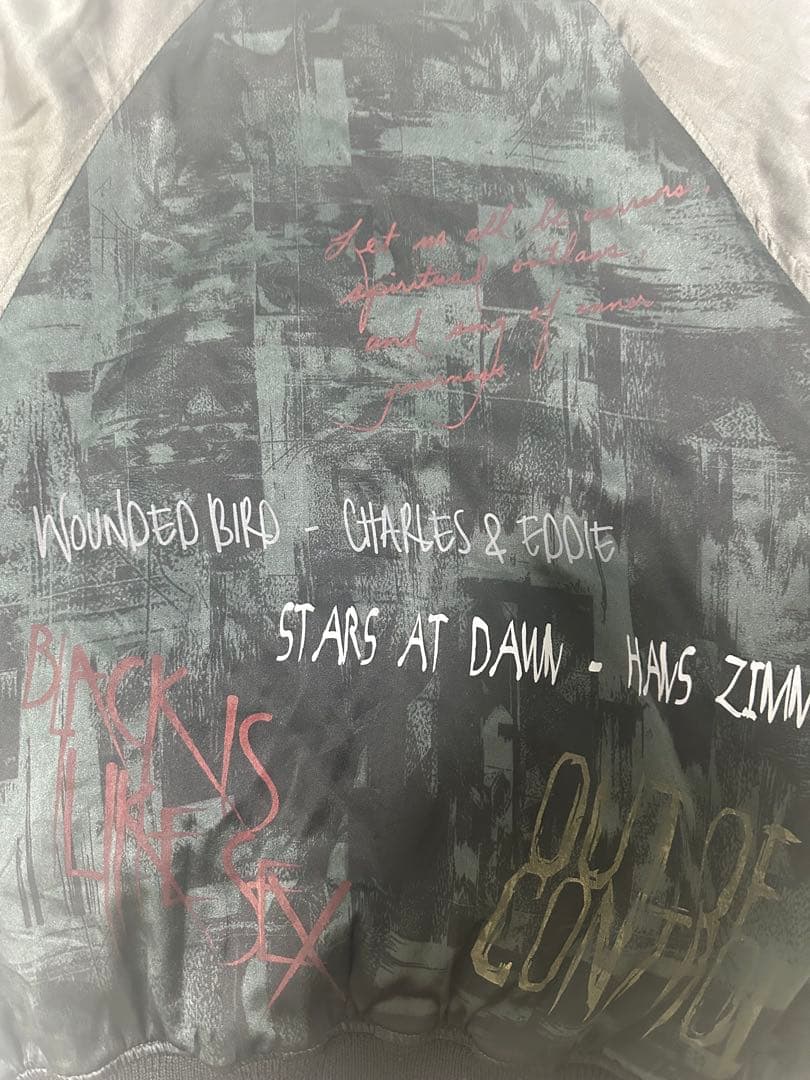 Let us all be
spiritual outlaws,
and sing of inner
journeys
WOUNDED BIRD - CHARLES & EDDIE
STARS AT DAWN - HANS ZIMM
BLACK IS
LIKE SEX
OUT OF
CONTROL